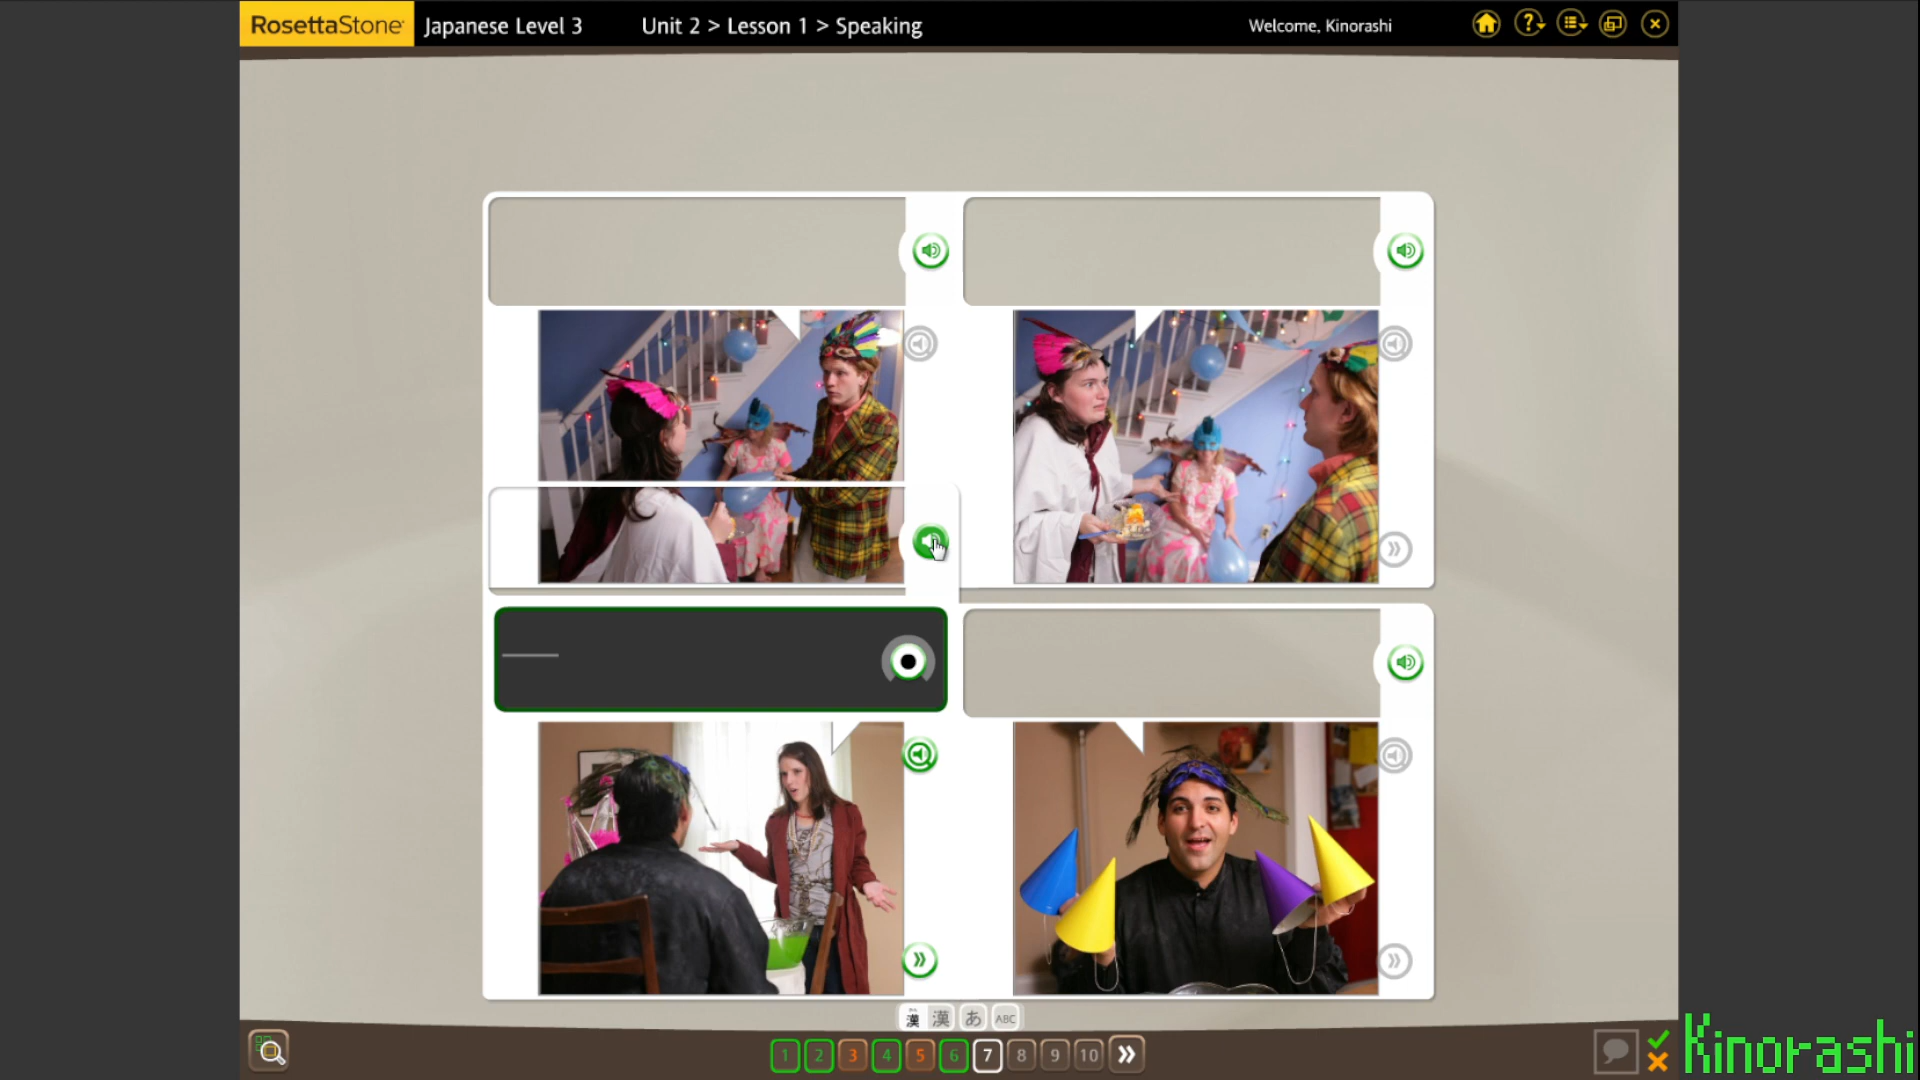 RosettaStone Japanese Level 3 Unit 2 > Lesson 1 > Speaking Welcome, Kinorashi
漢 漢 あ ABC
1 2 3 4 5 6 7 8 9 10
Kinorashi